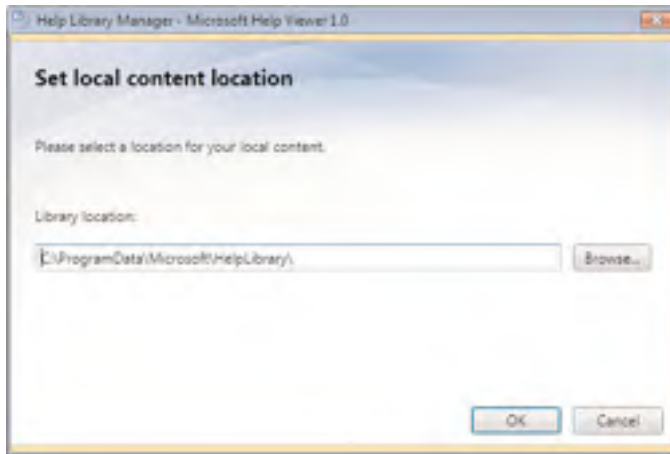 Help Library Manager - Microsoft Help Viewer 1.0
Set local content location
Please select a location for your local content.
Library location:
C:\ProgramData\Microsoft\HelpLibrary\
Browse...
OK
Cancel